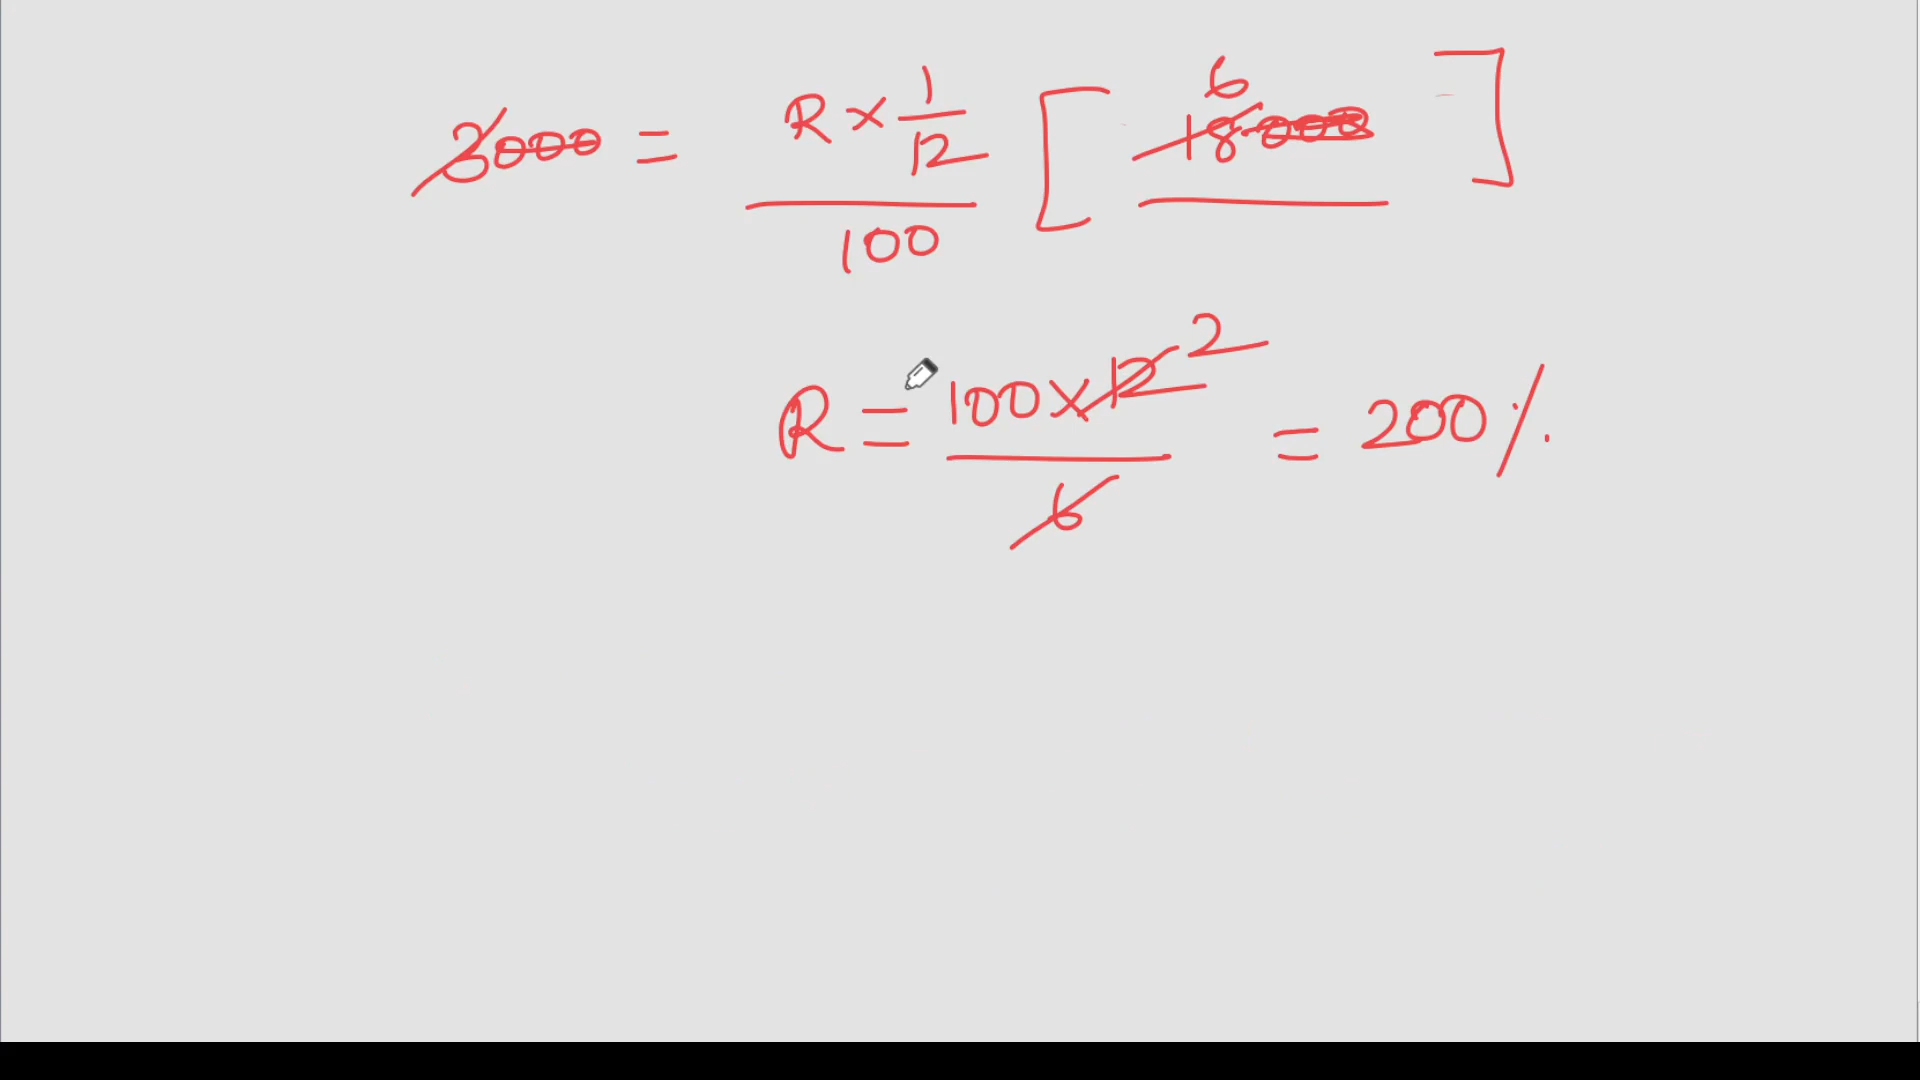 3000 = R × 1/12 / 100 [ 18000 6 ]
R = 100 × 12 2 / 6 = 200 %